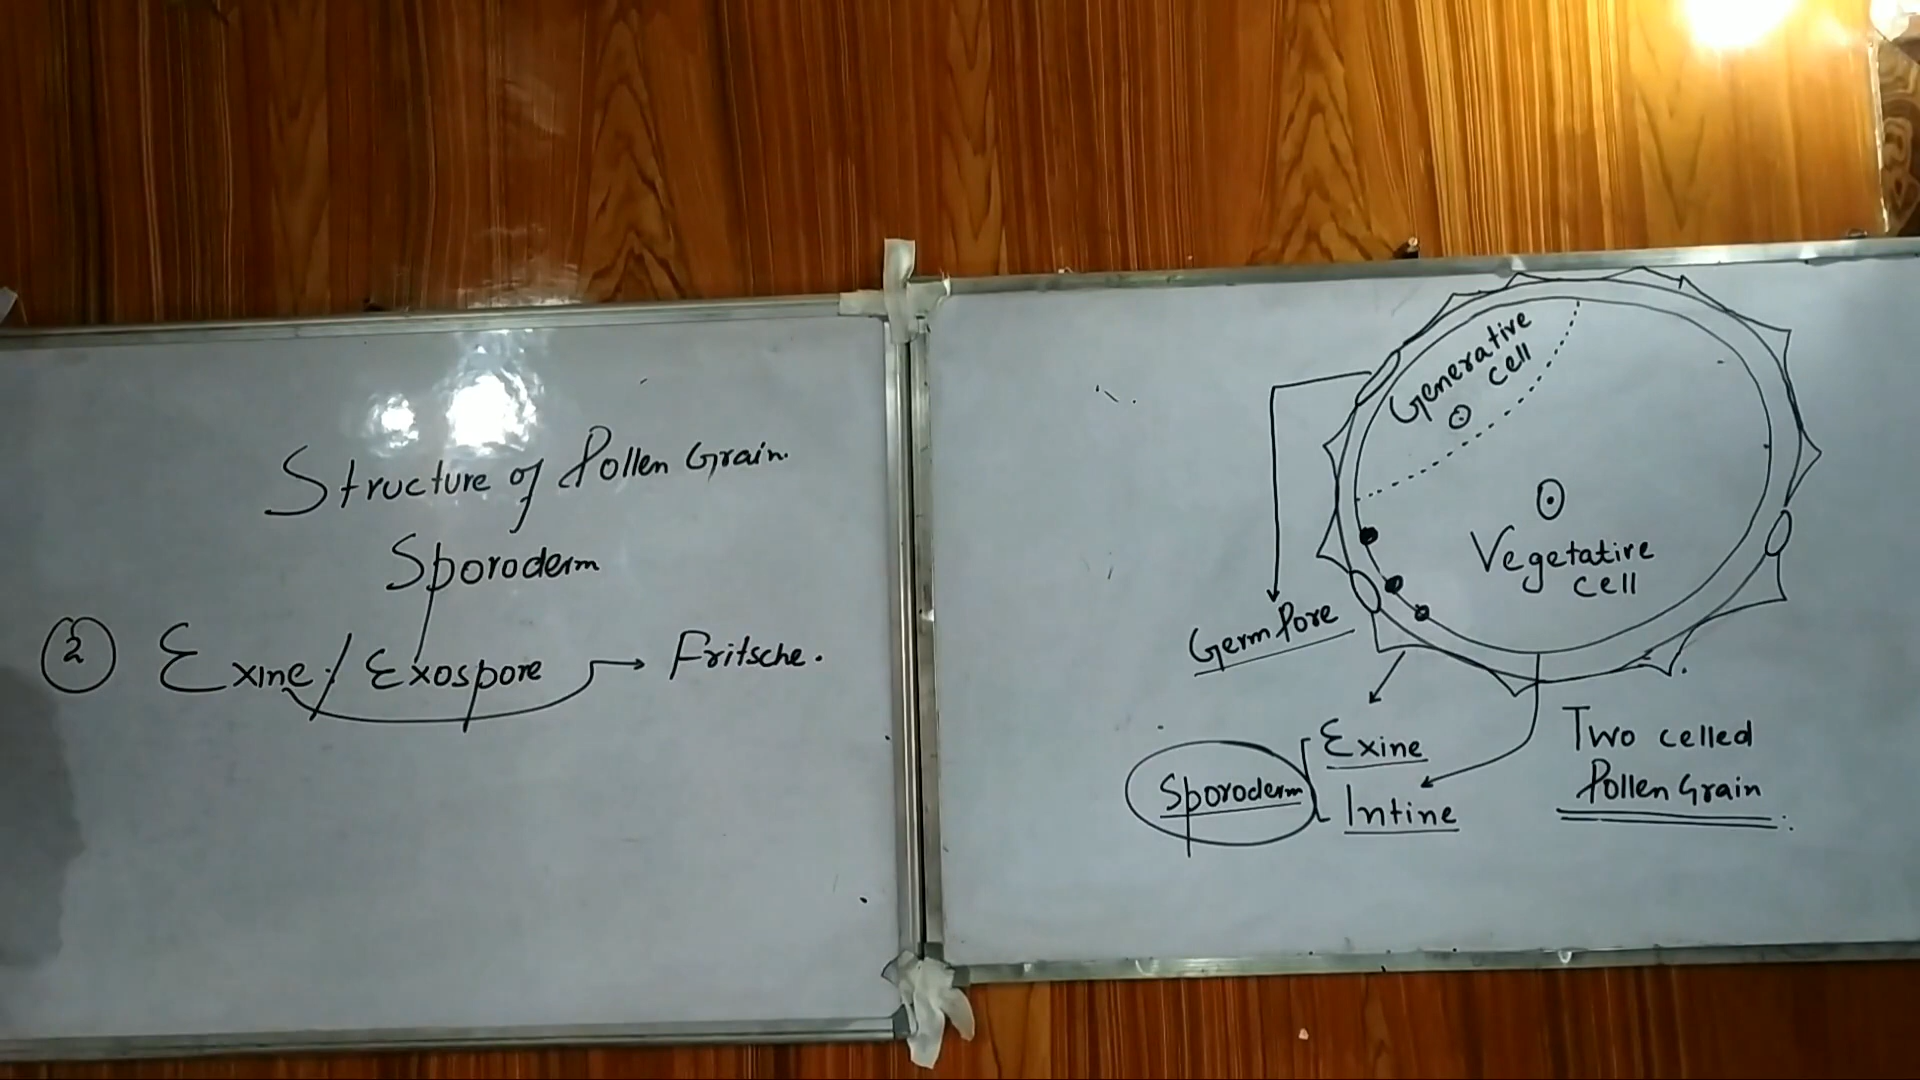 Structure of Pollen Grain.
Sporoderm
2 Exine / Exospore → Fritsche.
Generative
cell
Vegetative
cell
Germ Pore
Exine
Sporoderm
Intine
Two celled
Pollen Grain